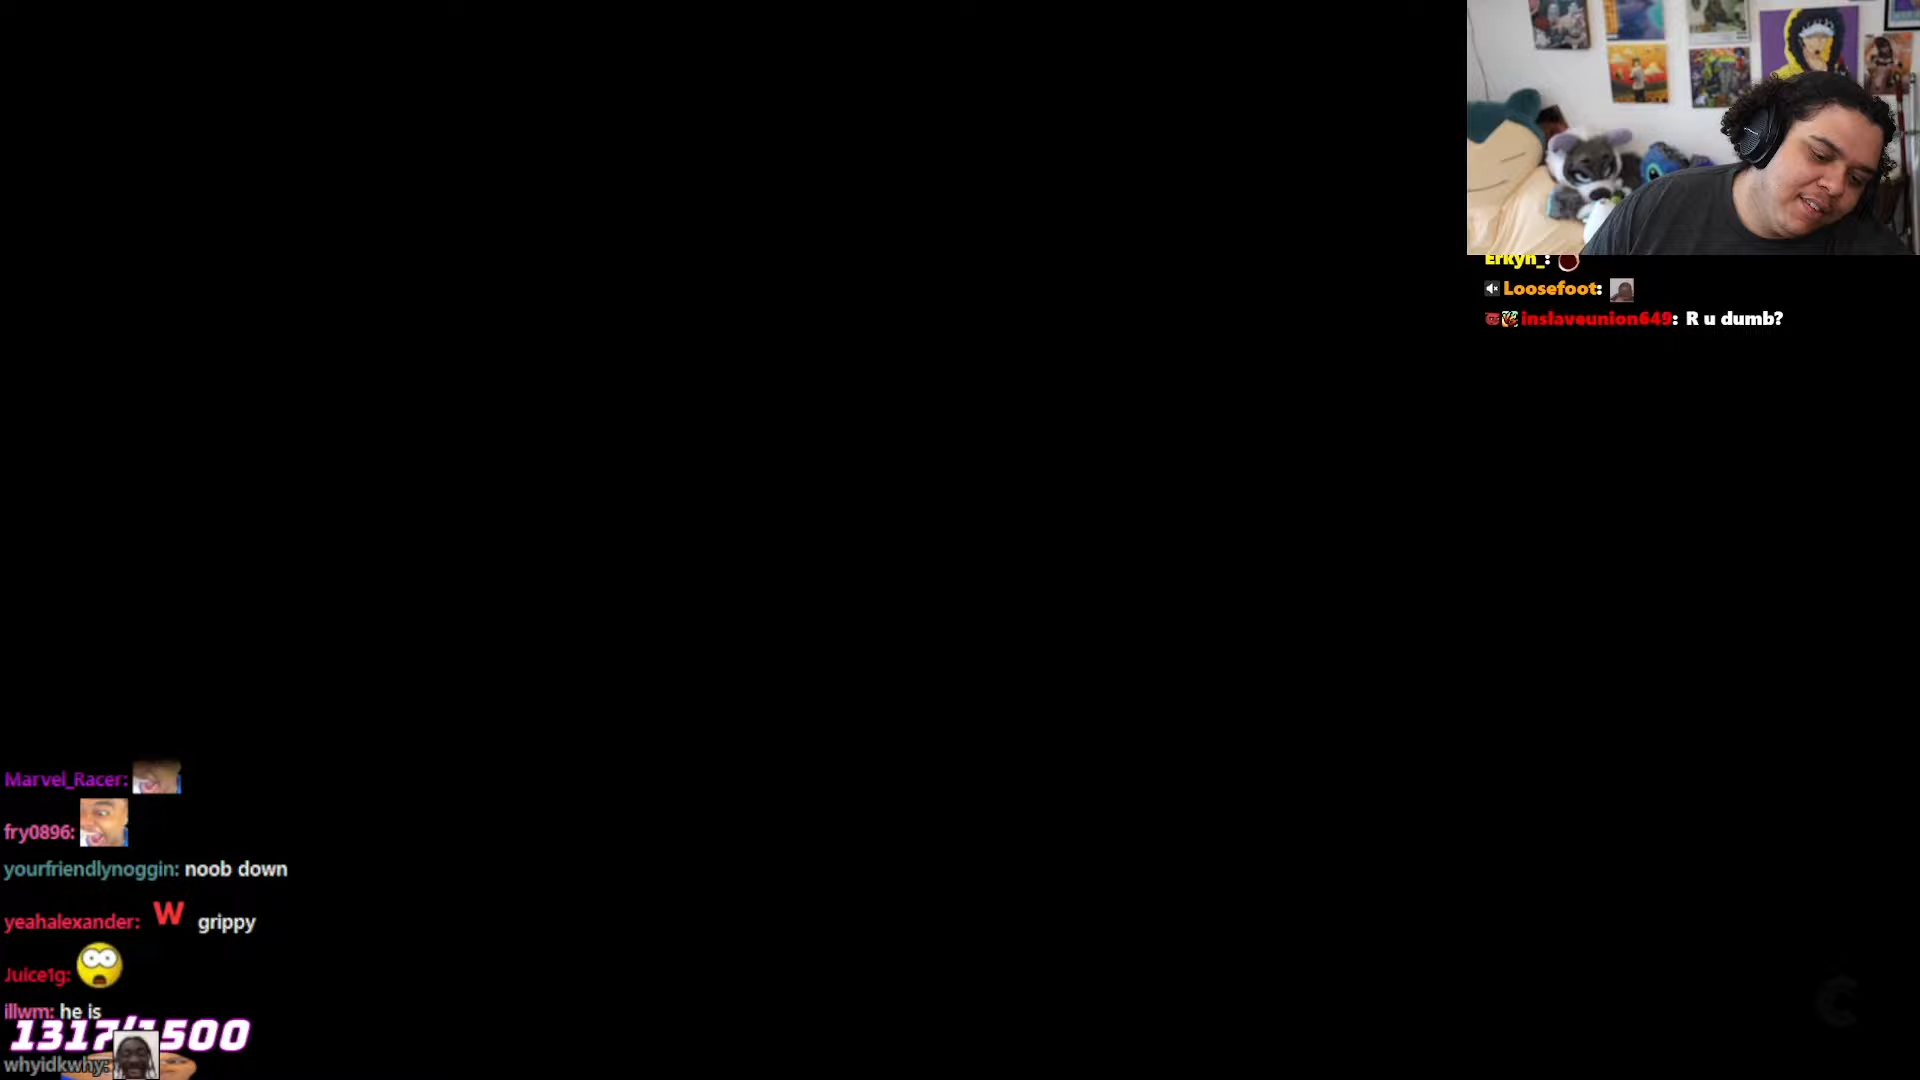 Erkyn_:
Loosefoot:
inslaveunion649: R u dumb?
Marvel_Racer:
fry0896:
yourfriendlynoggin: noob down
yeahalexander: W grippy
Juice1g:
illwm: he is
1317/1500
whyidkwhy: